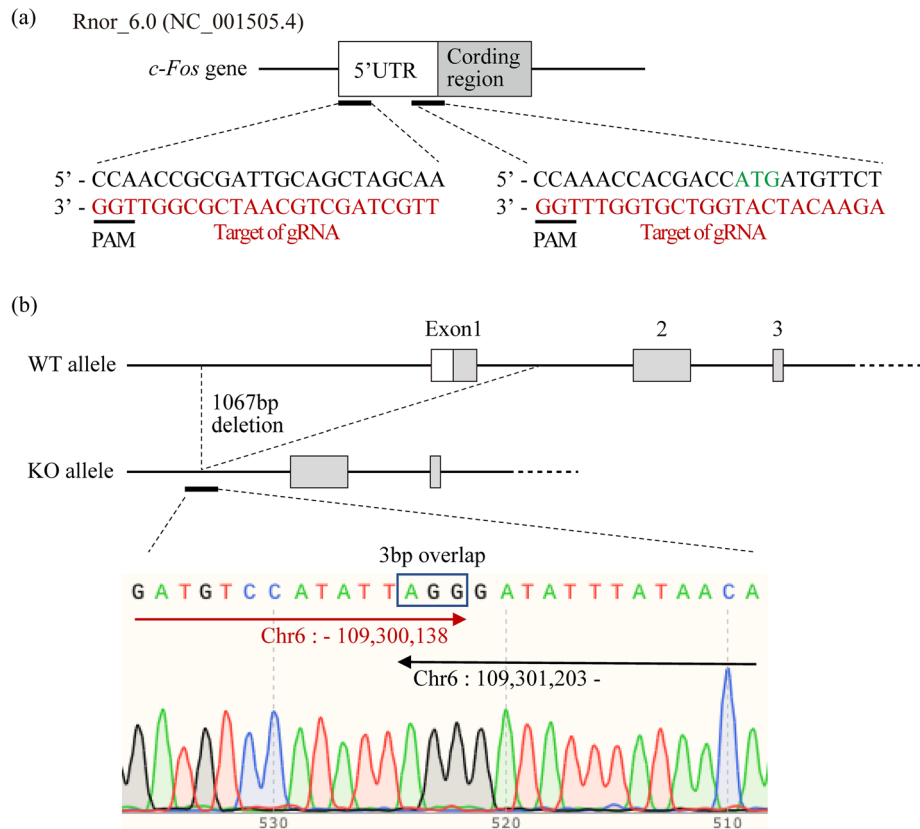 (a)
Rnor_6.0 (NC_001505.4)
c-Fos gene
5'UTR
Cording
region
5' - CCAACCGCGATTGCAGCTAGCAA
3' - GGTTGGCGCTAACGTCGATCGTT
PAM
Target of gRNA
5' - CCAAACCACGACCATGATGTTCT
3' - GGTTTGGTGCTGGTACTACAAGA
PAM
Target of gRNA
(b)
Exon1
2
3
WT allele
1067bp
deletion
KO allele
3bp overlap
GATGTCCATATTAGGGATATTTATAACA
Chr6 : - 109,300,138
Chr6 : 109,301,203 -
530
520
510